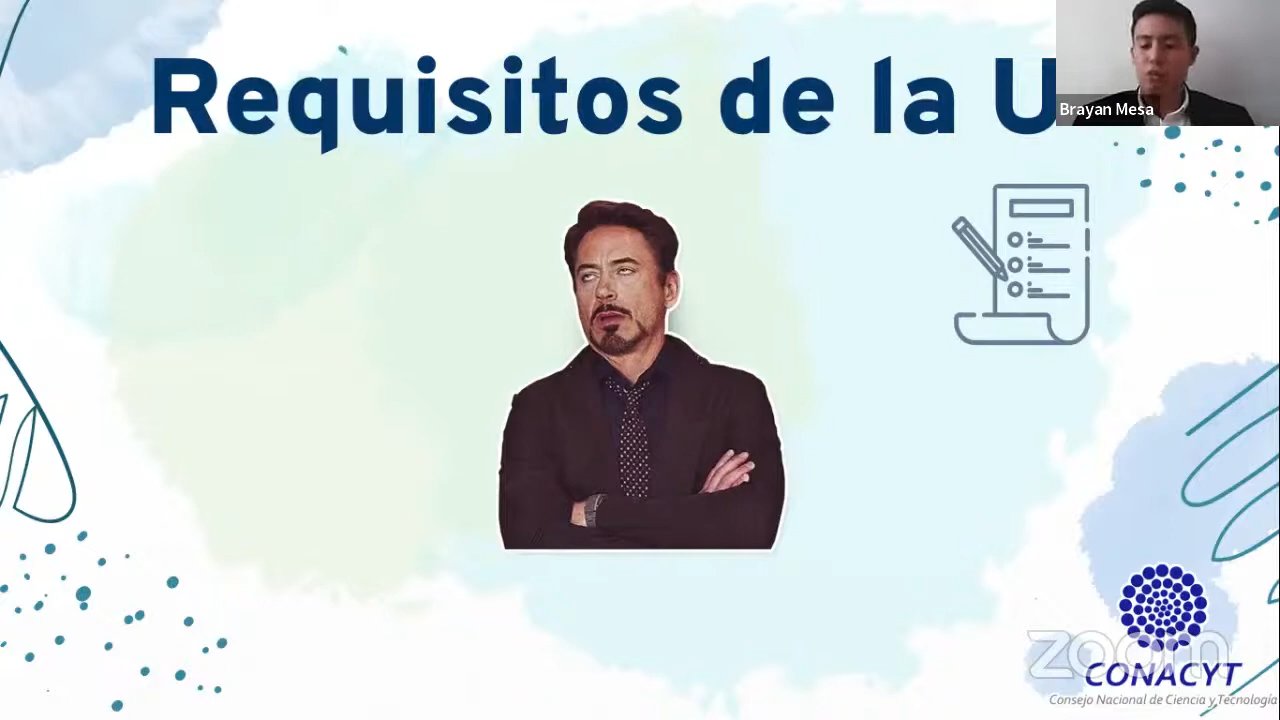 Requisitos de la U
Brayan Mesa
zoom
CONACYT
Consejo Nacional de Ciencia y Tecnología